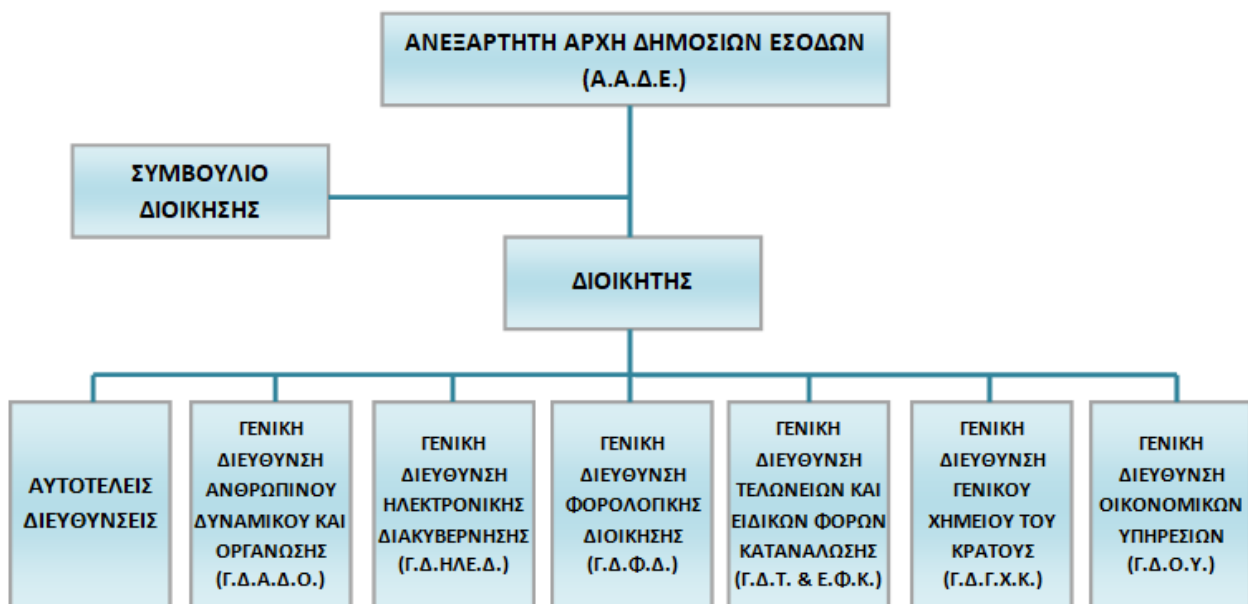 ΑΝΕΞΑΡΤΗΤΗ ΑΡΧΗ ΔΗΜΟΣΙΩΝ ΕΣΟΔΩΝ
(Α.Α.Δ.Ε.)
ΣΥΜΒΟΥΛΙΟ
ΔΙΟΙΚΗΣΗΣ
ΔΙΟΙΚΗΤΗΣ
ΑΥΤΟΤΕΛΕΙΣ
ΔΙΕΥΘΥΝΣΕΙΣ
ΓΕΝΙΚΗ
ΔΙΕΥΘΥΝΣΗ
ΑΝΘΡΩΠΙΝΟΥ
ΔΥΝΑΜΙΚΟΥ ΚΑΙ
ΟΡΓΑΝΩΣΗΣ
(Γ.Δ.Α.Δ.Ο.)
ΓΕΝΙΚΗ
ΔΙΕΥΘΥΝΣΗ
ΗΛΕΚΤΡΟΝΙΚΗΣ
ΔΙΑΚΥΒΕΡΝΗΣΗΣ
(Γ.Δ.ΗΛΕ.Δ.)
ΓΕΝΙΚΗ
ΔΙΕΥΘΥΝΣΗ
ΦΟΡΟΛΟΓΙΚΗΣ
ΔΙΟΙΚΗΣΗΣ
(Γ.Δ.Φ.Δ.)
ΓΕΝΙΚΗ
ΔΙΕΥΘΥΝΣΗ
ΤΕΛΩΝΕΙΩΝ ΚΑΙ
ΕΙΔΙΚΩΝ ΦΟΡΩΝ
ΚΑΤΑΝΑΛΩΣΗΣ
(Γ.Δ.Τ. & Ε.Φ.Κ.)
ΓΕΝΙΚΗ
ΔΙΕΥΘΥΝΣΗ
ΓΕΝΙΚΟΥ
ΧΗΜΕΙΟΥ ΤΟΥ
ΚΡΑΤΟΥΣ
(Γ.Δ.Γ.Χ.Κ.)
ΓΕΝΙΚΗ
ΔΙΕΥΘΥΝΣΗ
ΟΙΚΟΝΟΜΙΚΩΝ
ΥΠΗΡΕΣΙΩΝ
(Γ.Δ.Ο.Υ.)